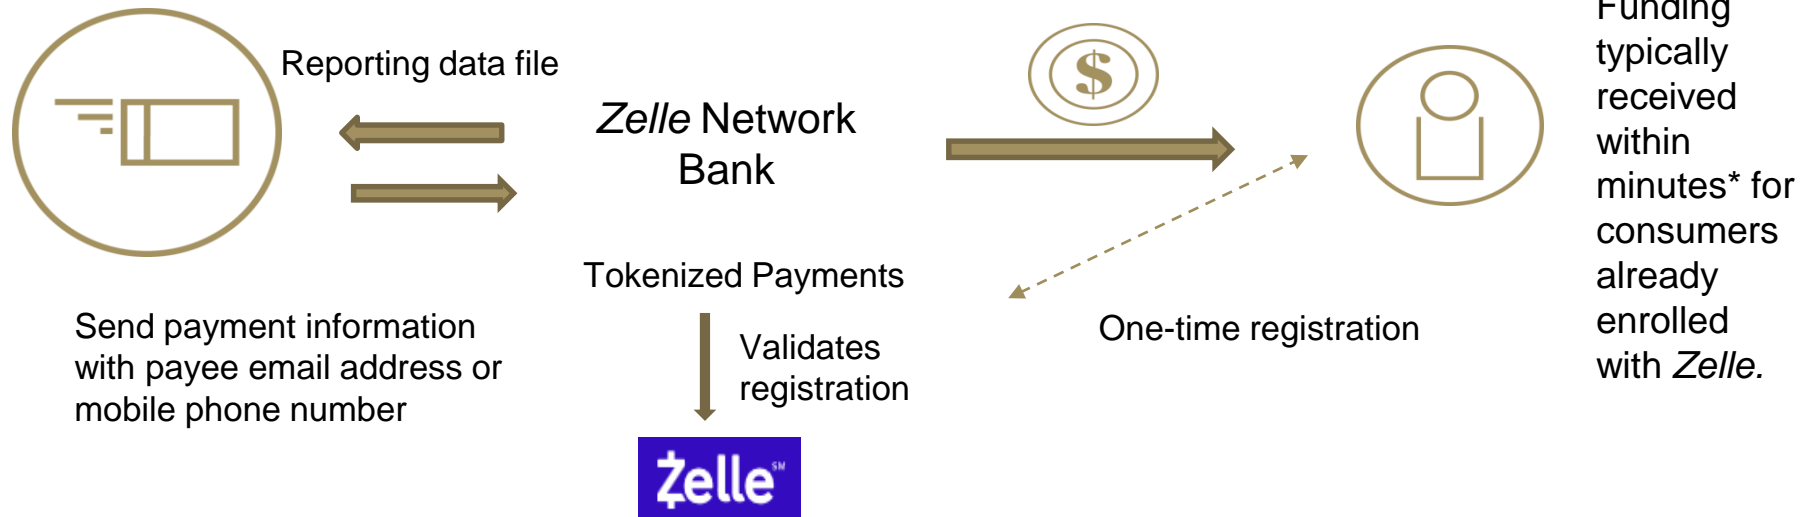 Reporting data file
Zelle Network
Bank
$
Funding
typically
received
within
minutes* for
consumers
already
enrolled
with Zelle.
Tokenized Payments
Send payment information
with payee email address or
mobile phone number
Validates
registration
One-time registration
Zelle℠